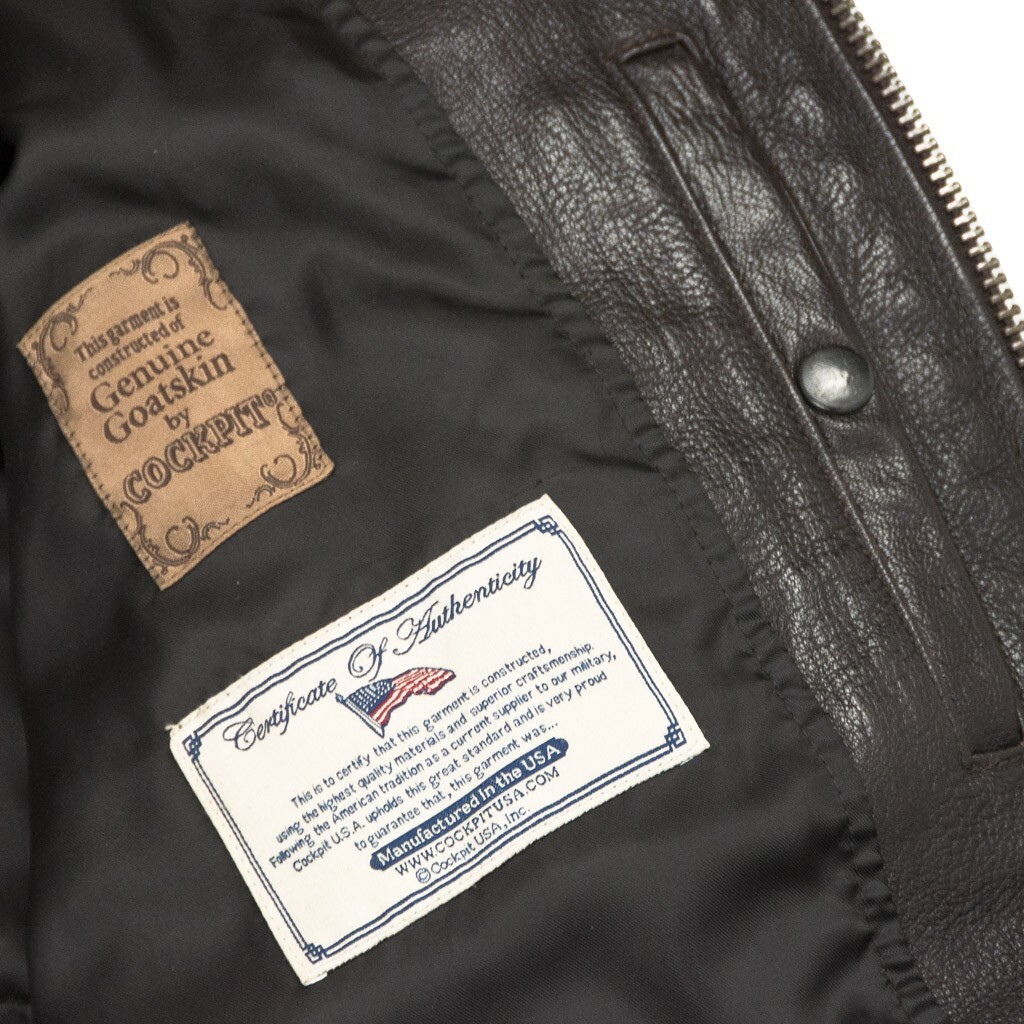 This garment is
constructed of
Genuine
Goatskin
by
COCKPIT®
Certificate Of Authenticity
This is to certify that this garment is constructed,
using the highest quality materials and superior craftsmenship.
Following the American tradition as a current supplier to our military,
Cockpit U.S.A. upholds this great standard and is very proud
to guarantee that, this garment was...
Manufactured in the USA
WWW.COCKPITUSA.COM
© Cockpit USA, Inc.